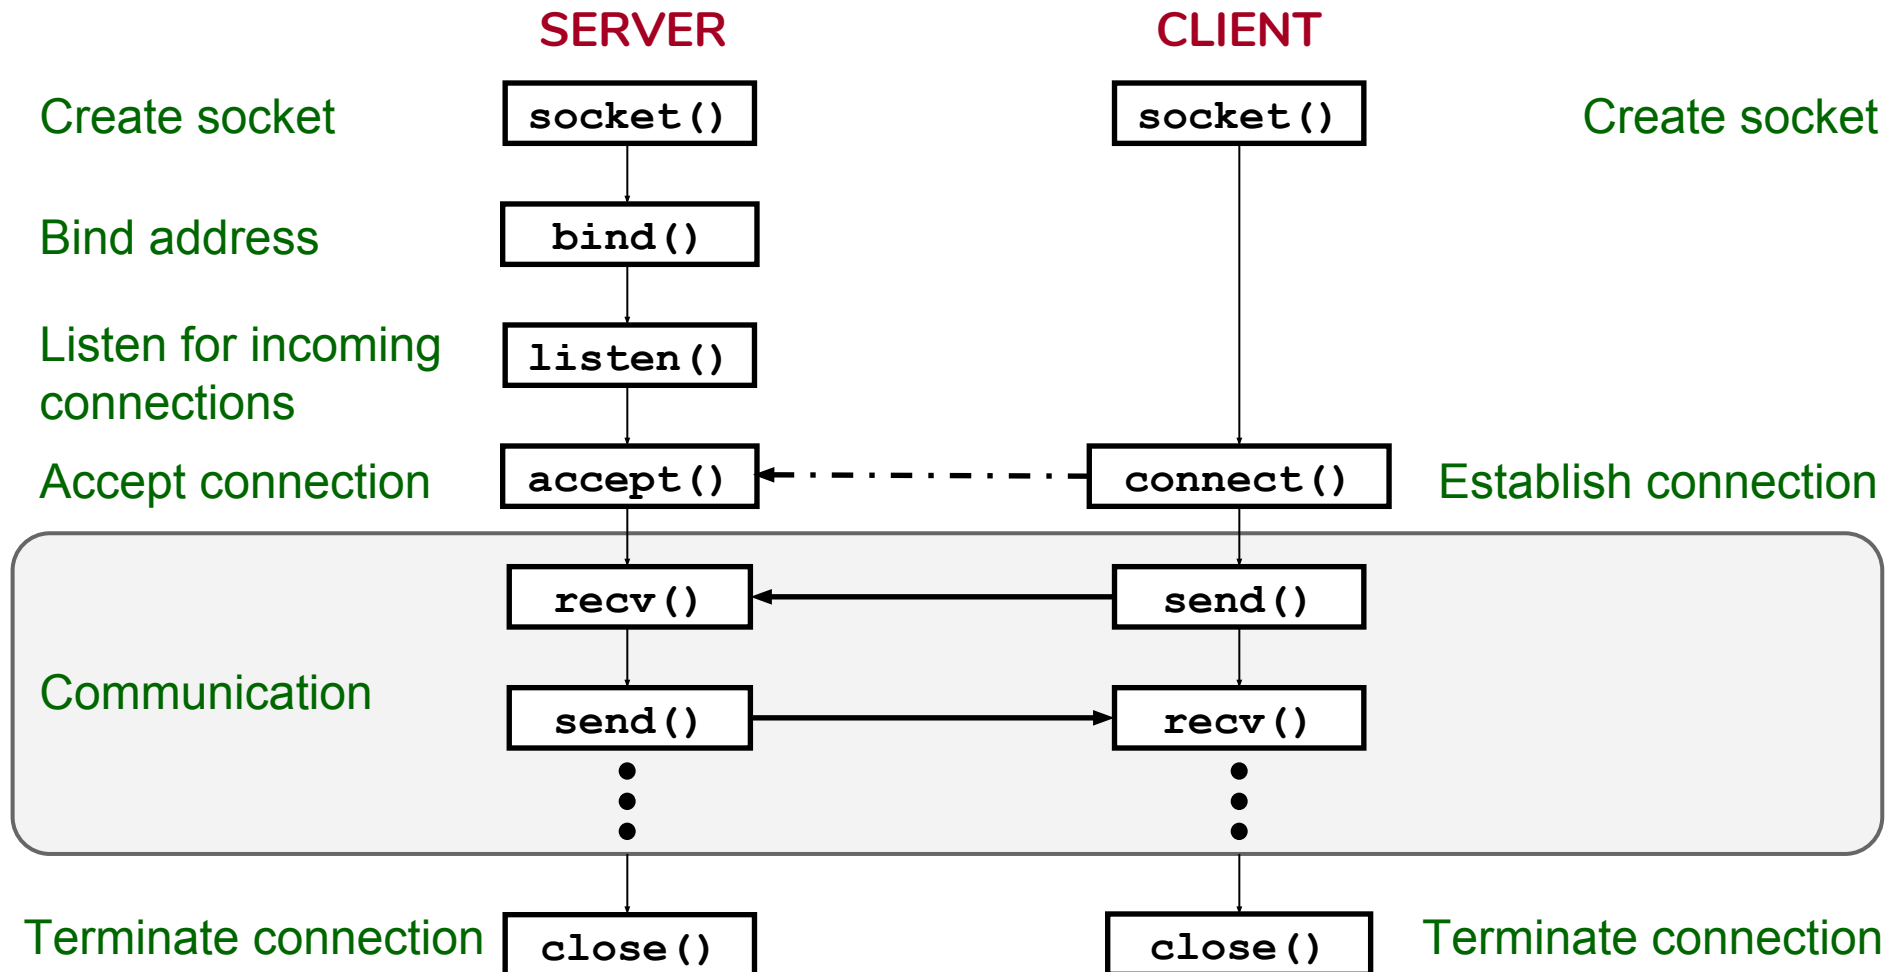 SERVER CLIENT
Create socket socket() socket() Create socket
Bind address bind()
Listen for incoming
connections
listen()
Accept connection accept() connect() Establish connection
recv() send()
Communication
send() recv()
Terminate connection close() close() Terminate connection